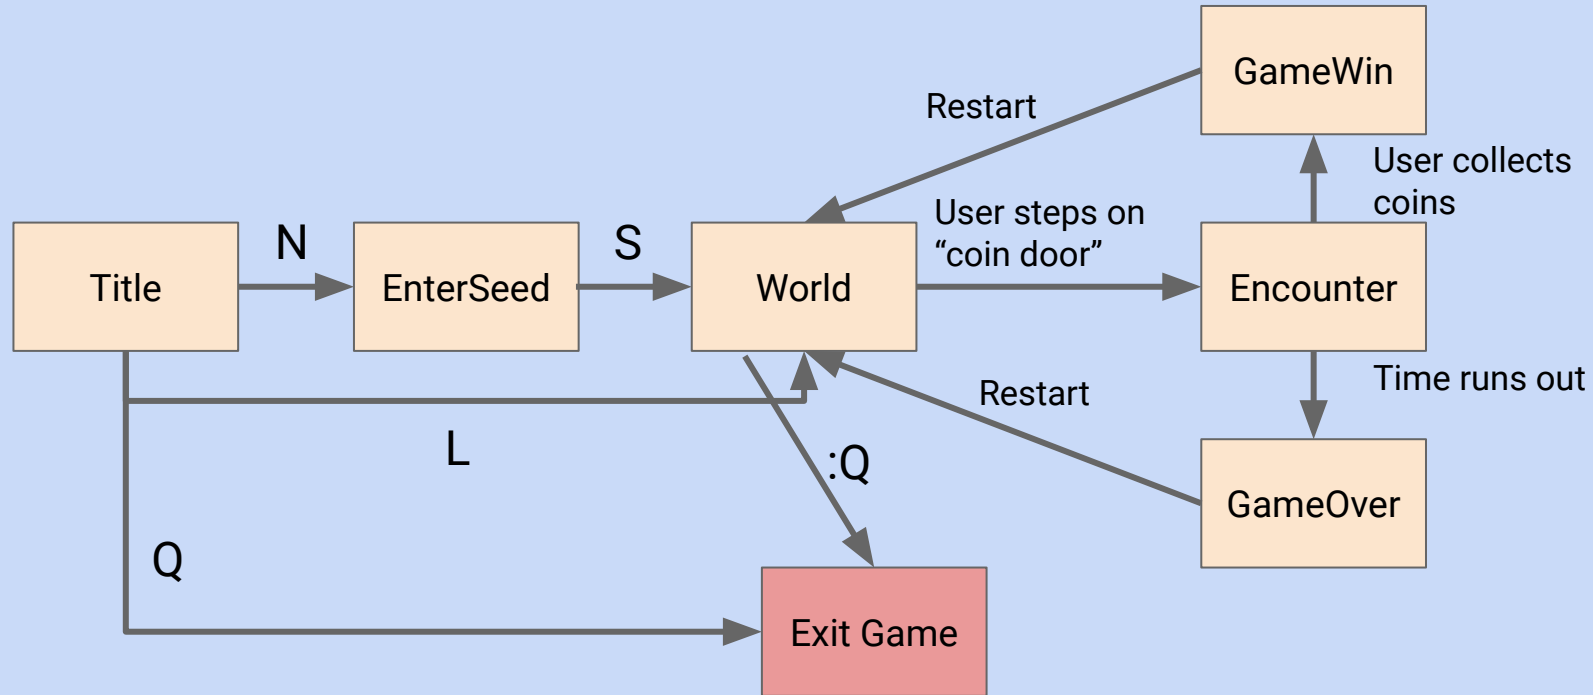 GameWin
Restart
User collects
coins
User steps on
“coin door”
N
S
Title
EnterSeed
World
Encounter
Time runs out
Restart
L
:Q
GameOver
Q
Exit Game